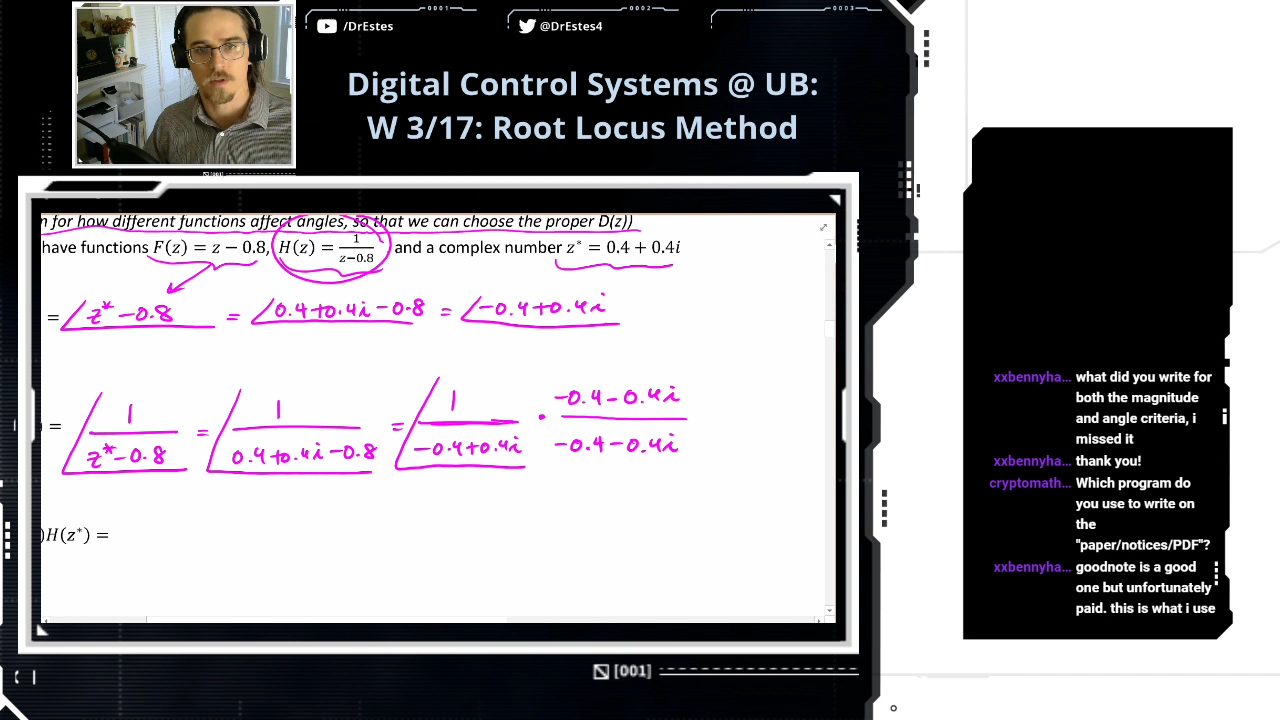 0001
0002
0003
/DrEstes
@DrEstes4
Digital Control Systems @ UB:
W 3/17: Root Locus Method
[001]
n for how different functions affect angles, so that we can choose the proper D(z))
have functions F(z) = z − 0.8, H(z) = 1/(z−0.8) and a complex number z* = 0.4 + 0.4i
= ∠z* −0.8 = ∠0.4+0.4i −0.8 = ∠−0.4+0.4i
= ∠1/(z*−0.8) = ∠1/(0.4+0.4i−0.8) = ∠1/(−0.4+0.4i) · (−0.4−0.4i)/(−0.4−0.4i)
)H(z*) =
xxbennyha... what did you write for
both the magnitude
and angle criteria, i
missed it
xxbennyha... thank you!
cryptomath... Which program do
you use to write on
the
"paper/notices/PDF"?
xxbennyha... goodnote is a good
one but unfortunately
paid. this is what i use
[001]